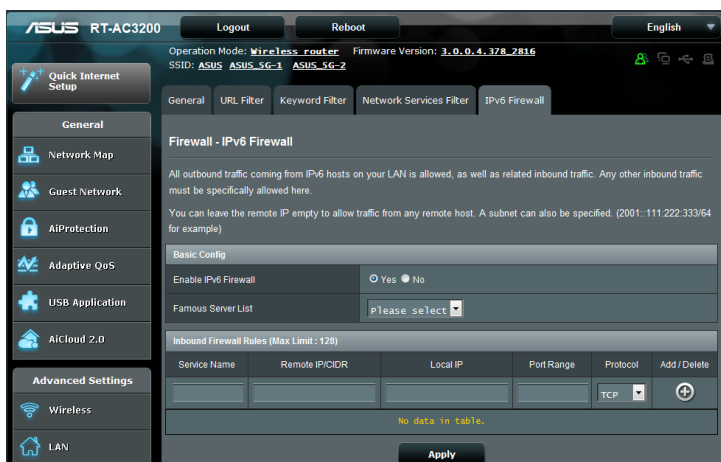 ASUS RT-AC3200 Logout Reboot English
Operation Mode: Wireless router Firmware Version: 3.0.0.4.378_2816
SSID: ASUS ASUS_5G-1 ASUS_5G-2
Quick Internet
Setup
General
Network Map
Guest Network
AiProtection
Adaptive QoS
USB Application
AiCloud 2.0
Advanced Settings
Wireless
LAN
General URL Filter Keyword Filter Network Services Filter IPv6 Firewall
Firewall - IPv6 Firewall
All outbound traffic coming from IPv6 hosts on your LAN is allowed, as well as related inbound traffic. Any other inbound traffic
must be specifically allowed here.
You can leave the remote IP empty to allow traffic from any remote host. A subnet can also be specified. (2001::111:222:333/64
for example)
Basic Config
Enable IPv6 Firewall Yes No
Famous Server List Please select
Inbound Firewall Rules (Max Limit : 128)
Service Name Remote IP/CIDR Local IP Port Range Protocol Add / Delete
TCP
No data in table.
Apply